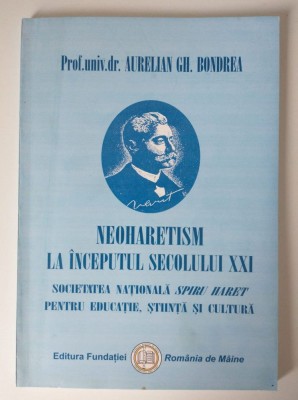 Prof.univ.dr. AURELIAN GH. BONDREA
NEOHARETISM
LA ÎNCEPUTUL SECOLULUI XXI
SOCIETATEA NAȚIONALĂ SPIRU HARET
PENTRU EDUCAȚIE, ȘTIINȚĂ ȘI CULTURĂ
Editura Fundației România de Mâine